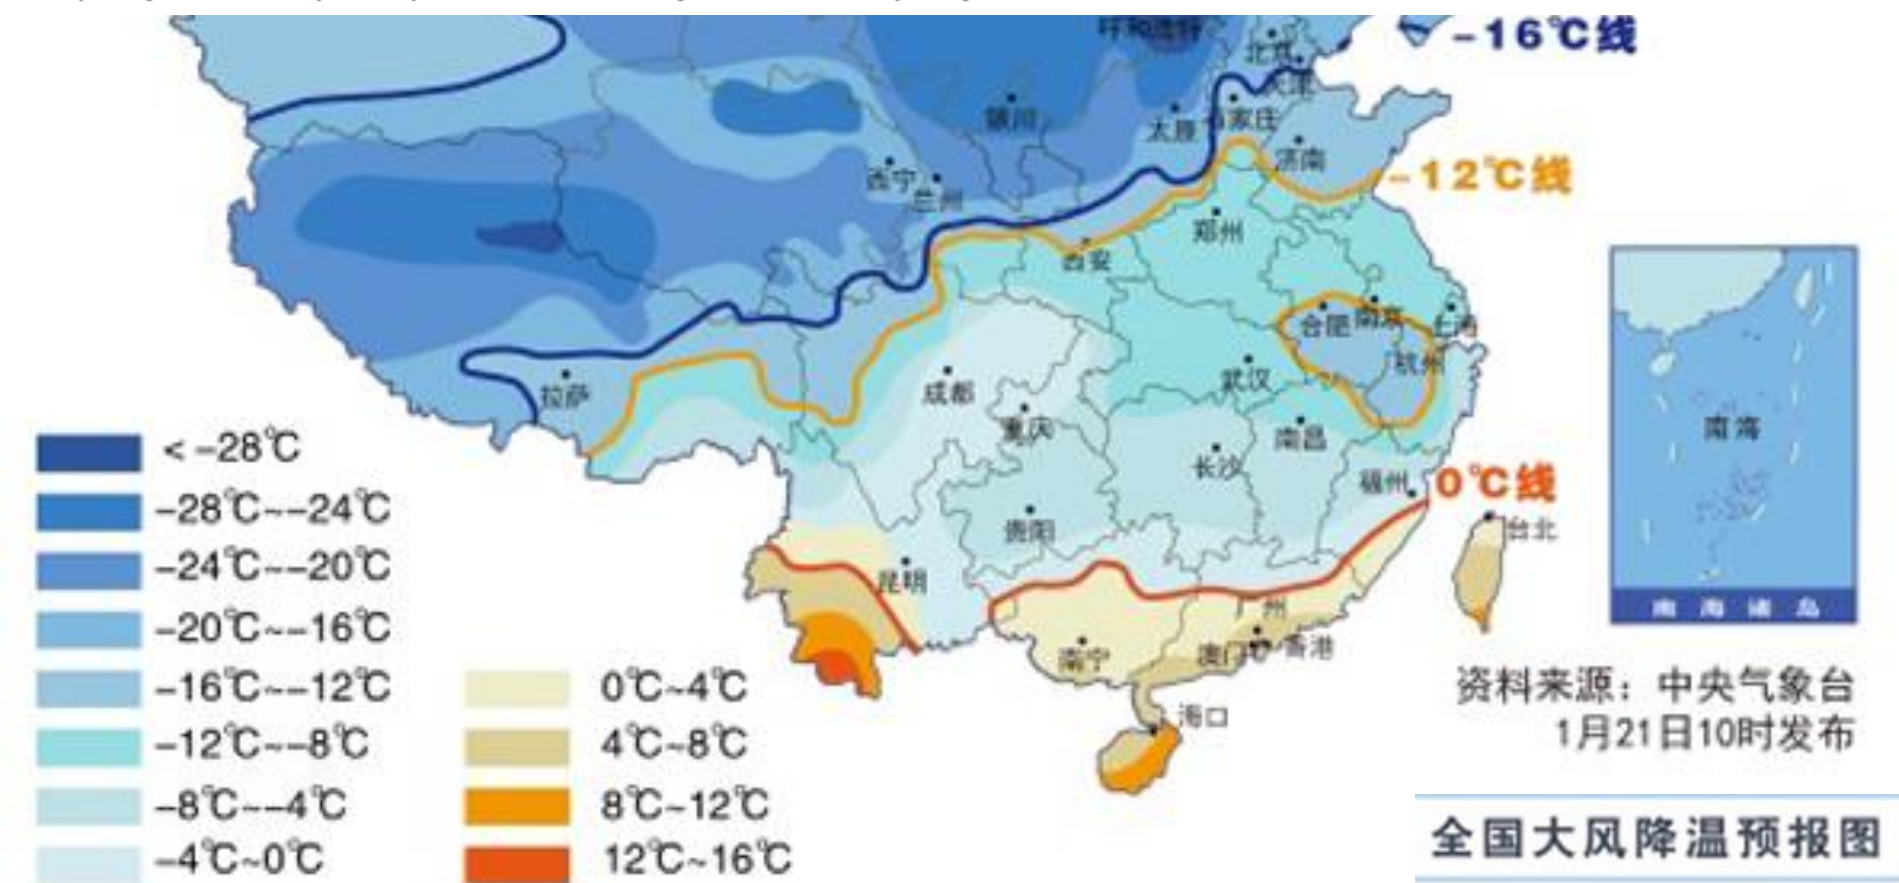 呼和浩特
北京
-16℃线
天津
银川
太原
石家庄
济南
-12℃线
西宁
兰州
郑州
西安
合肥
南京
上海
杭州
拉萨
成都
武汉
重庆
南昌
长沙
南海
福州
0℃线
贵阳
台北
昆明
广州
南海诸岛
南宁
澳门
香港
海口
<-28℃
-28℃~-24℃
-24℃~-20℃
-20℃~-16℃
-16℃~-12℃
-12℃~-8℃
-8℃~-4℃
-4℃~0℃
0℃~4℃
4℃~8℃
8℃~12℃
12℃~16℃
资料来源：中央气象台
1月21日10时发布
全国大风降温预报图